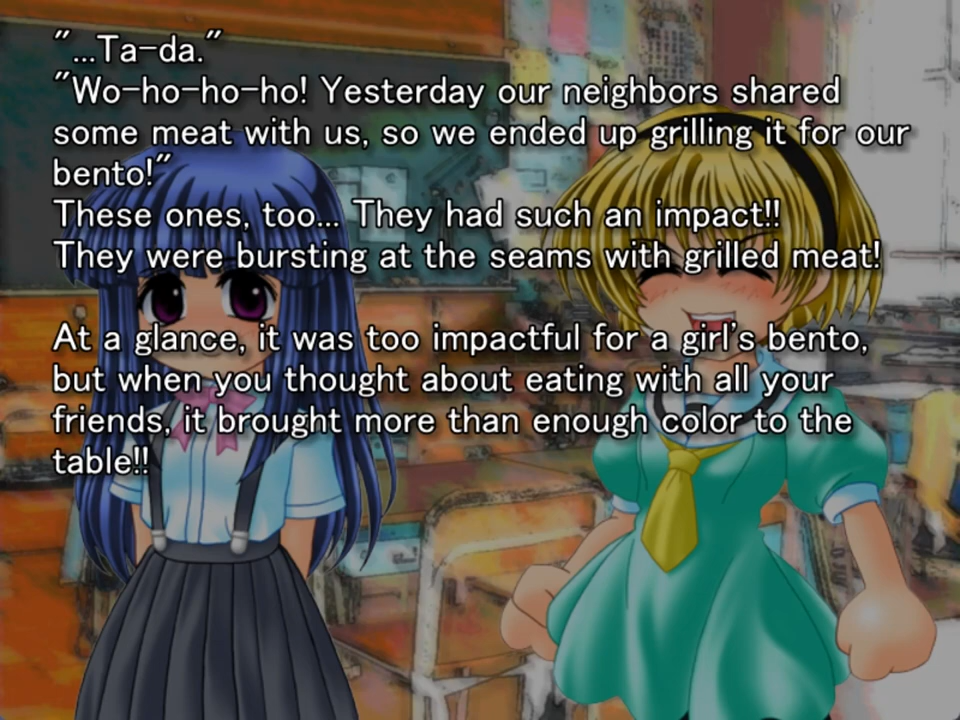 "...Ta-da."
"Wo-ho-ho-ho! Yesterday our neighbors shared
some meat with us, so we ended up grilling it for our
bento!"
These ones, too... They had such an impact!!
They were bursting at the seams with grilled meat!
At a glance, it was too impactful for a girl's bento,
but when you thought about eating with all your
friends, it brought more than enough color to the
table!!